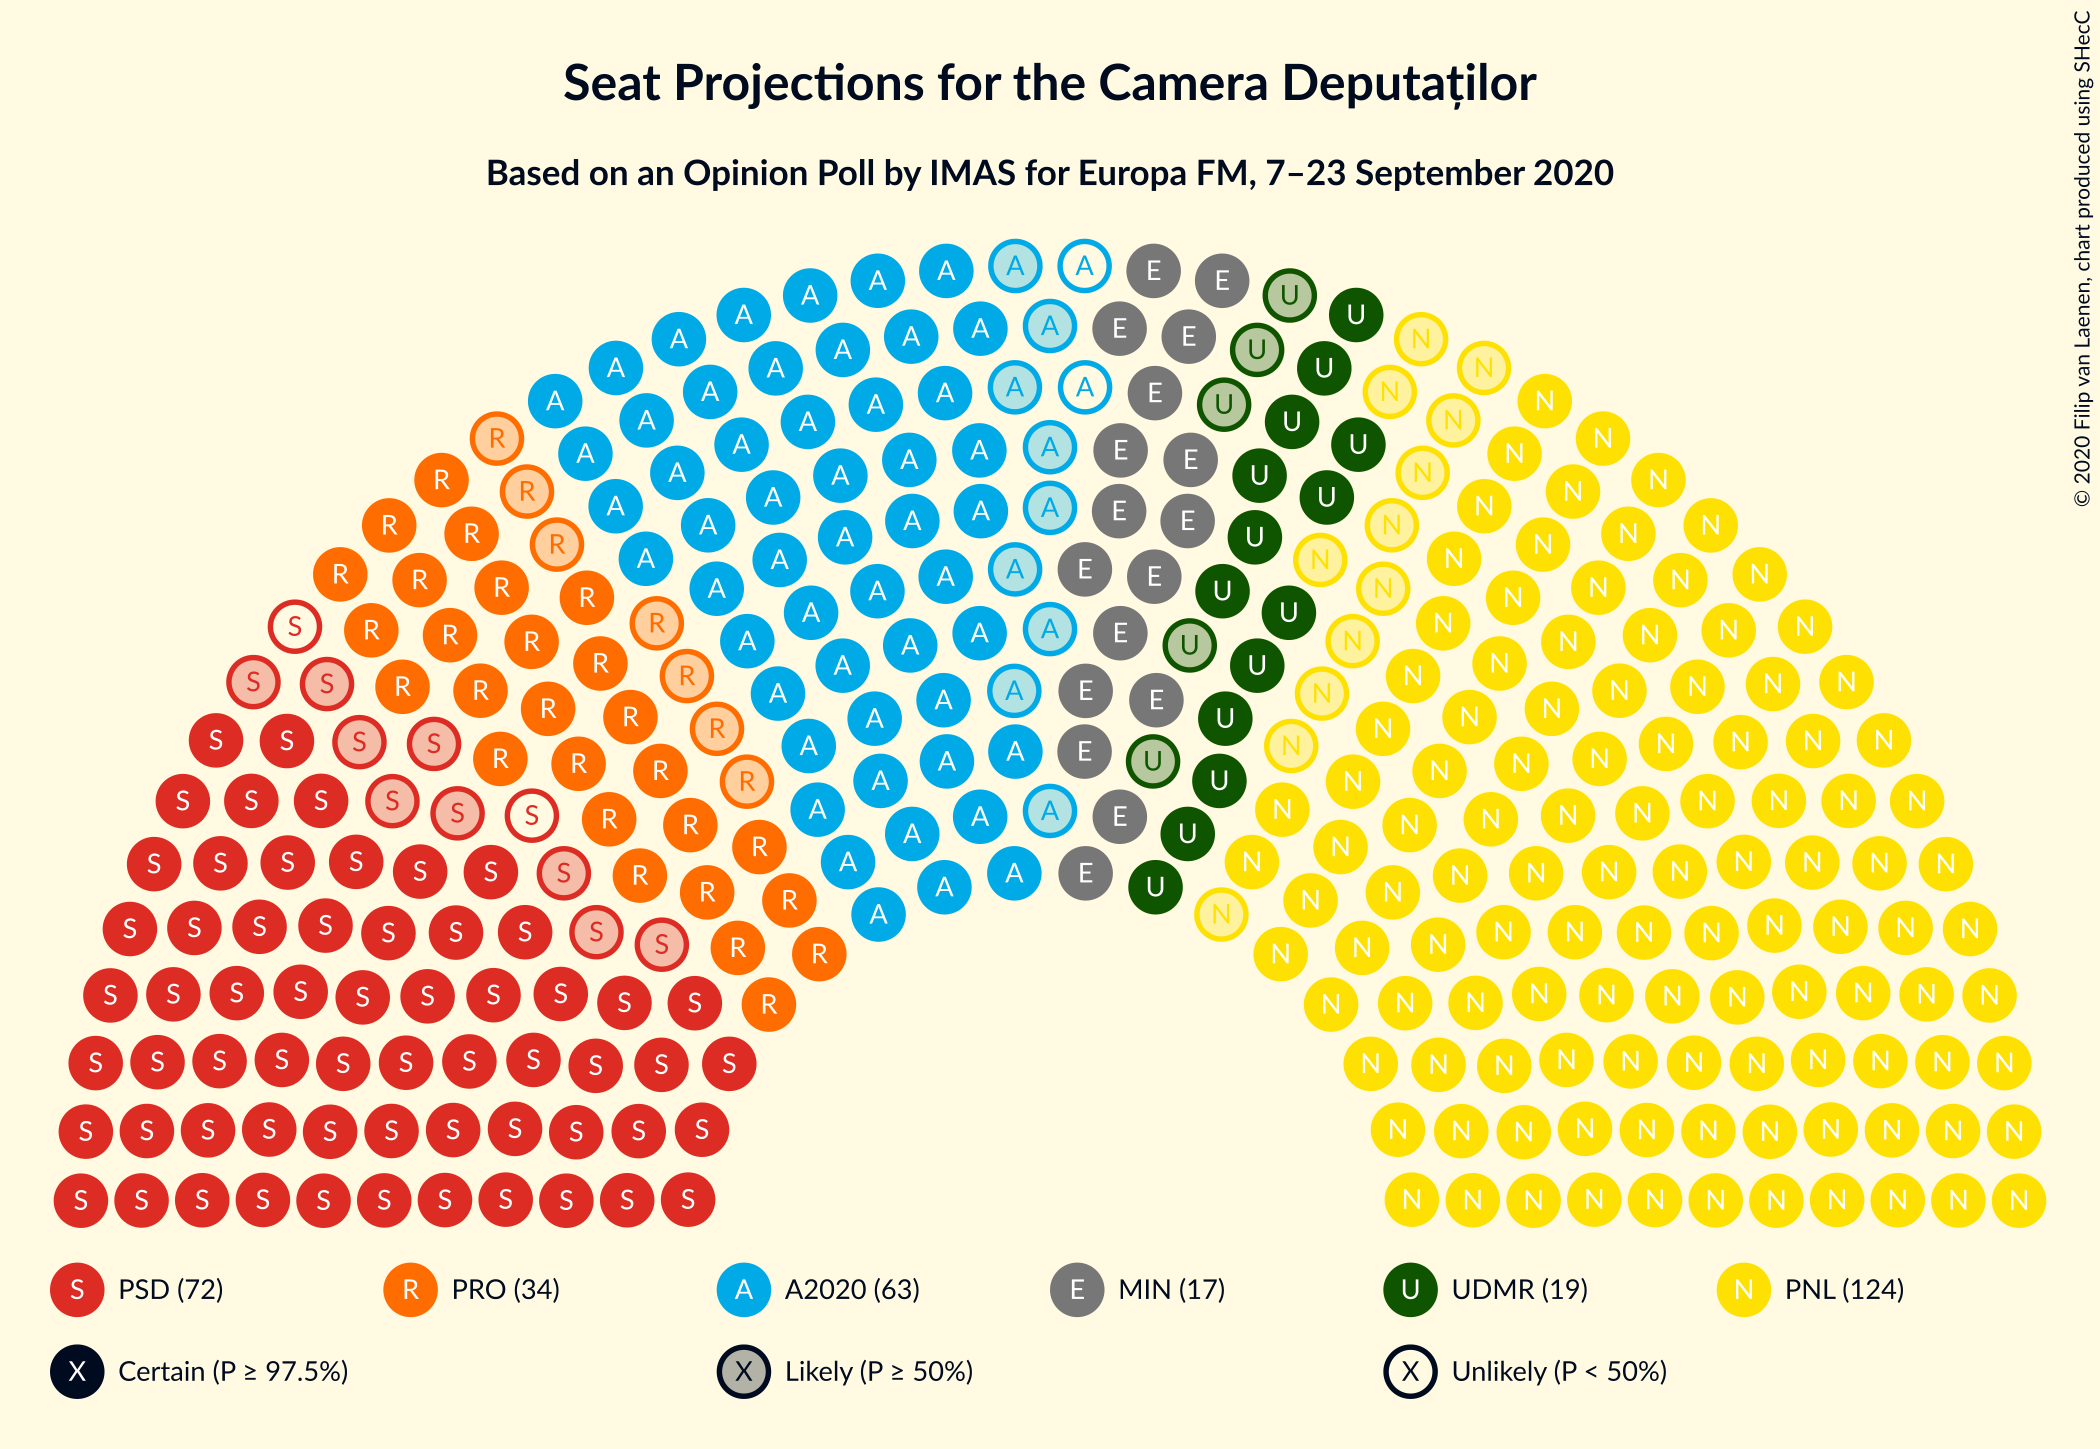 Seat Projections for the Camera Deputaților
Based on an Opinion Poll by IMAS for Europa FM, 7–23 September 2020
© 2020 Filip van Laenen, chart produced using SHecC
S PSD (72) R PRO (34) A A2020 (63) E MIN (17) U UDMR (19) N PNL (124)
X Certain (P ≥ 97.5%) X Likely (P ≥ 50%) X Unlikely (P < 50%)